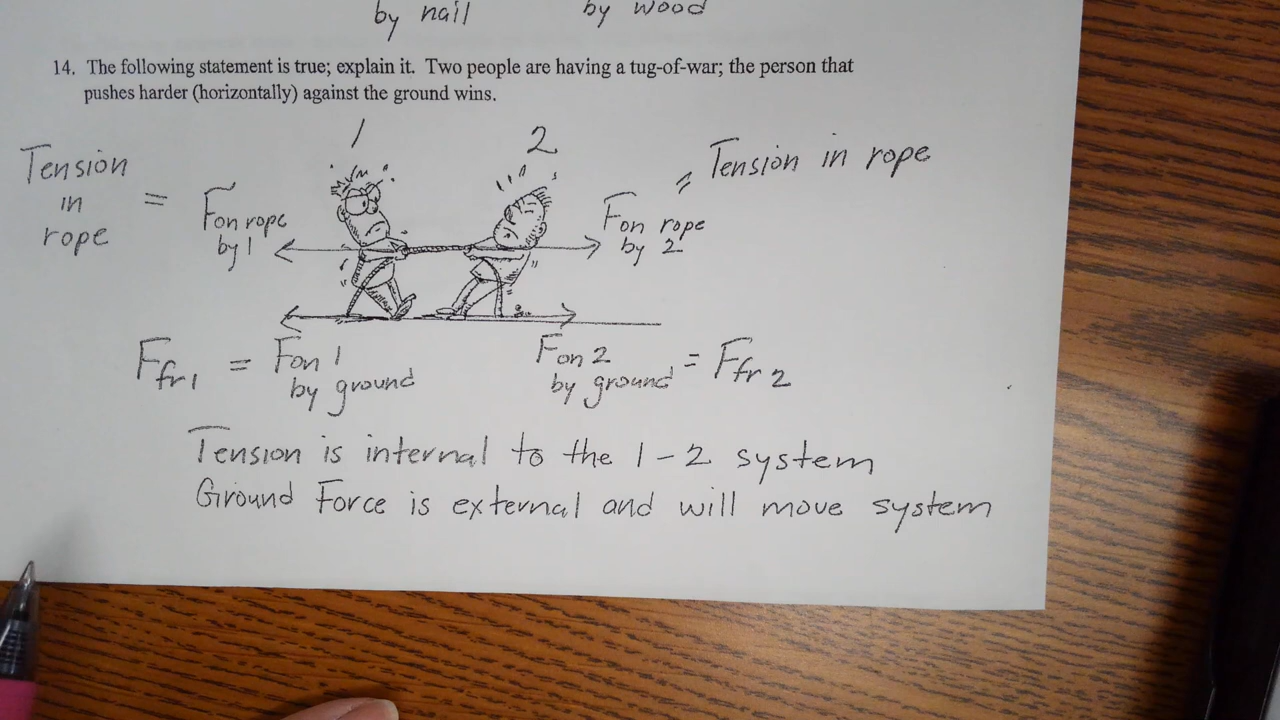 by nail by wood
14. The following statement is true; explain it. Two people are having a tug-of-war; the person that
pushes harder (horizontally) against the ground wins.
1 2
Tension
in
rope
=
F on rope
by 1
F on rope
by 2
= Tension in rope
Ffr1 = F on 1
by ground
F on 2
by ground
= Ffr2
Tension is internal to the 1-2 system
Ground Force is external and will move system